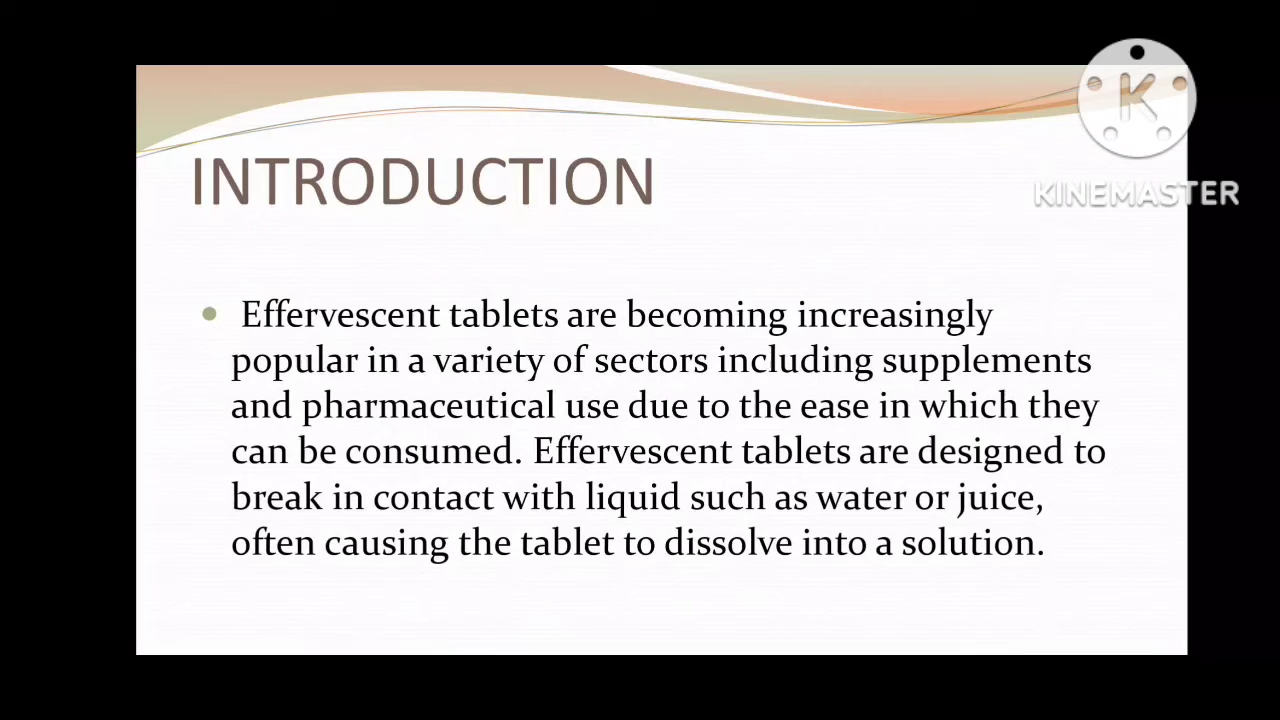 K
KINEMASTER
INTRODUCTION
Effervescent tablets are becoming increasingly
popular in a variety of sectors including supplements
and pharmaceutical use due to the ease in which they
can be consumed. Effervescent tablets are designed to
break in contact with liquid such as water or juice,
often causing the tablet to dissolve into a solution.